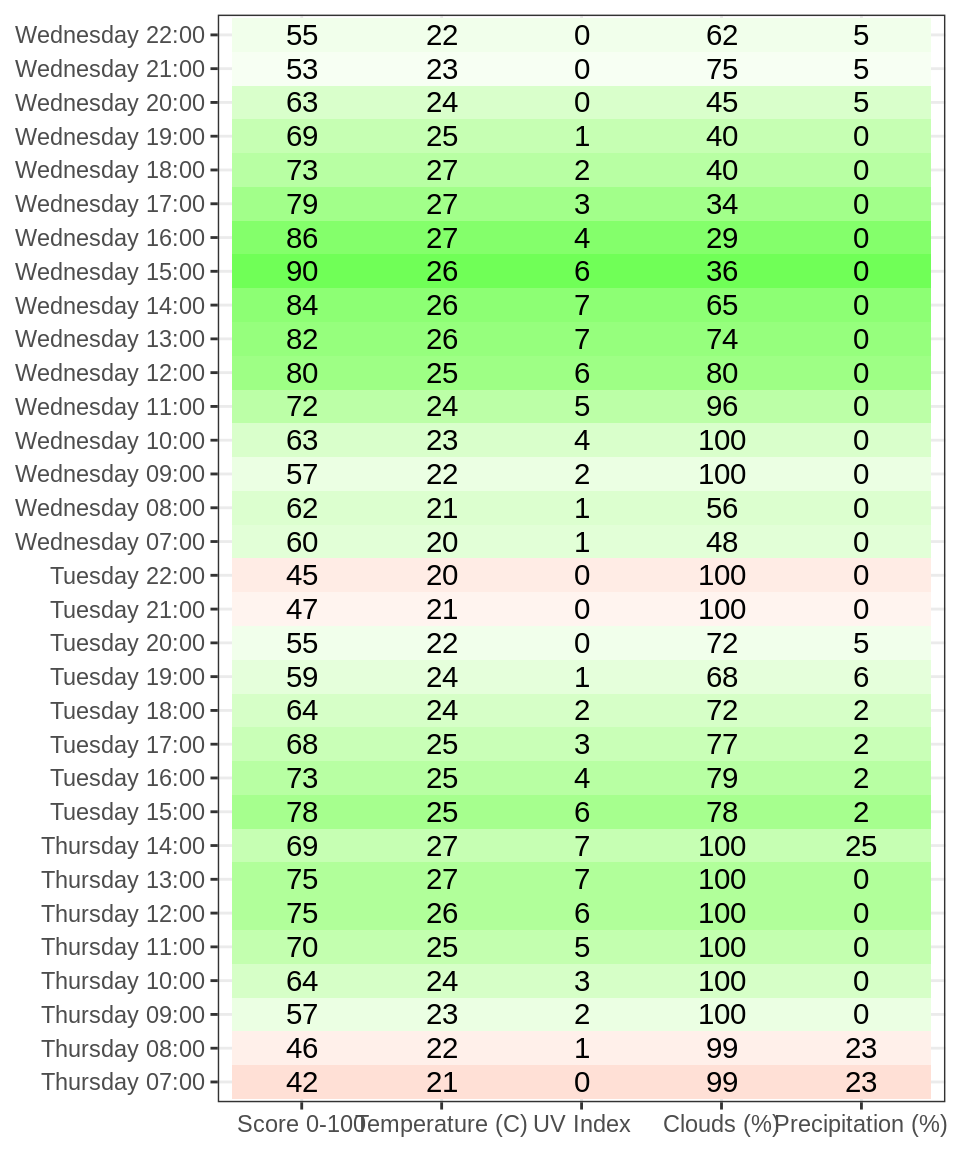 Wednesday 22:00 55 22 0 62 5
Wednesday 21:00 53 23 0 75 5
Wednesday 20:00 63 24 0 45 5
Wednesday 19:00 69 25 1 40 0
Wednesday 18:00 73 27 2 40 0
Wednesday 17:00 79 27 3 34 0
Wednesday 16:00 86 27 4 29 0
Wednesday 15:00 90 26 6 36 0
Wednesday 14:00 84 26 7 65 0
Wednesday 13:00 82 26 7 74 0
Wednesday 12:00 80 25 6 80 0
Wednesday 11:00 72 24 5 96 0
Wednesday 10:00 63 23 4 100 0
Wednesday 09:00 57 22 2 100 0
Wednesday 08:00 62 21 1 56 0
Wednesday 07:00 60 20 1 48 0
Tuesday 22:00 45 20 0 100 0
Tuesday 21:00 47 21 0 100 0
Tuesday 20:00 55 22 0 72 5
Tuesday 19:00 59 24 1 68 6
Tuesday 18:00 64 24 2 72 2
Tuesday 17:00 68 25 3 77 2
Tuesday 16:00 73 25 4 79 2
Tuesday 15:00 78 25 6 78 2
Thursday 14:00 69 27 7 100 25
Thursday 13:00 75 27 7 100 0
Thursday 12:00 75 26 6 100 0
Thursday 11:00 70 25 5 100 0
Thursday 10:00 64 24 3 100 0
Thursday 09:00 57 23 2 100 0
Thursday 08:00 46 22 1 99 23
Thursday 07:00 42 21 0 99 23
Score 0-100 Temperature (C) UV Index Clouds (%) Precipitation (%)